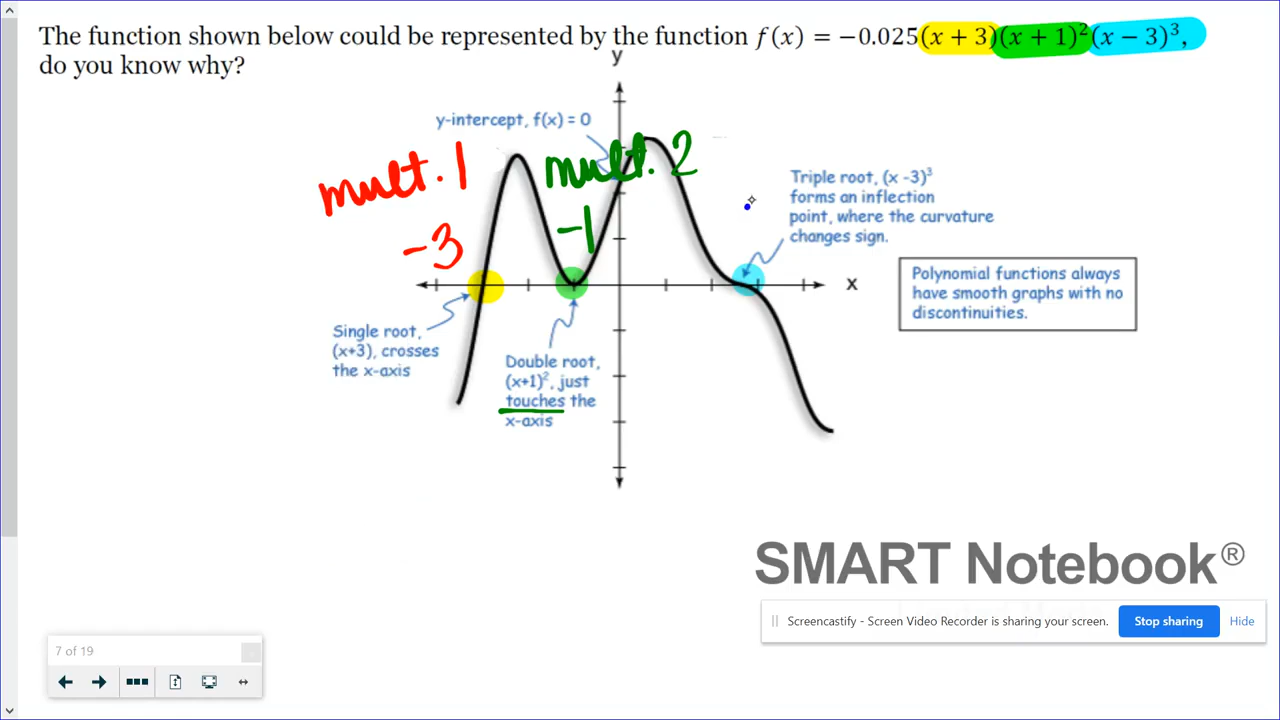 The function shown below could be represented by the function f(x) = −0.025(x + 3)(x + 1)²(x − 3)³,
do you know why?
y
y-intercept, f(x) = 0
mult. 1
mult. 2
-3
-1
Triple root, (x -3)³
forms an inflection
point, where the curvature
changes sign.
x
Polynomial functions always
have smooth graphs with no
discontinuities.
Single root,
(x+3), crosses
the x-axis
Double root,
(x+1)², just
touches the
x-axis
SMART Notebook®
Screencastify - Screen Video Recorder is sharing your screen.
Stop sharing
Hide
7 of 19